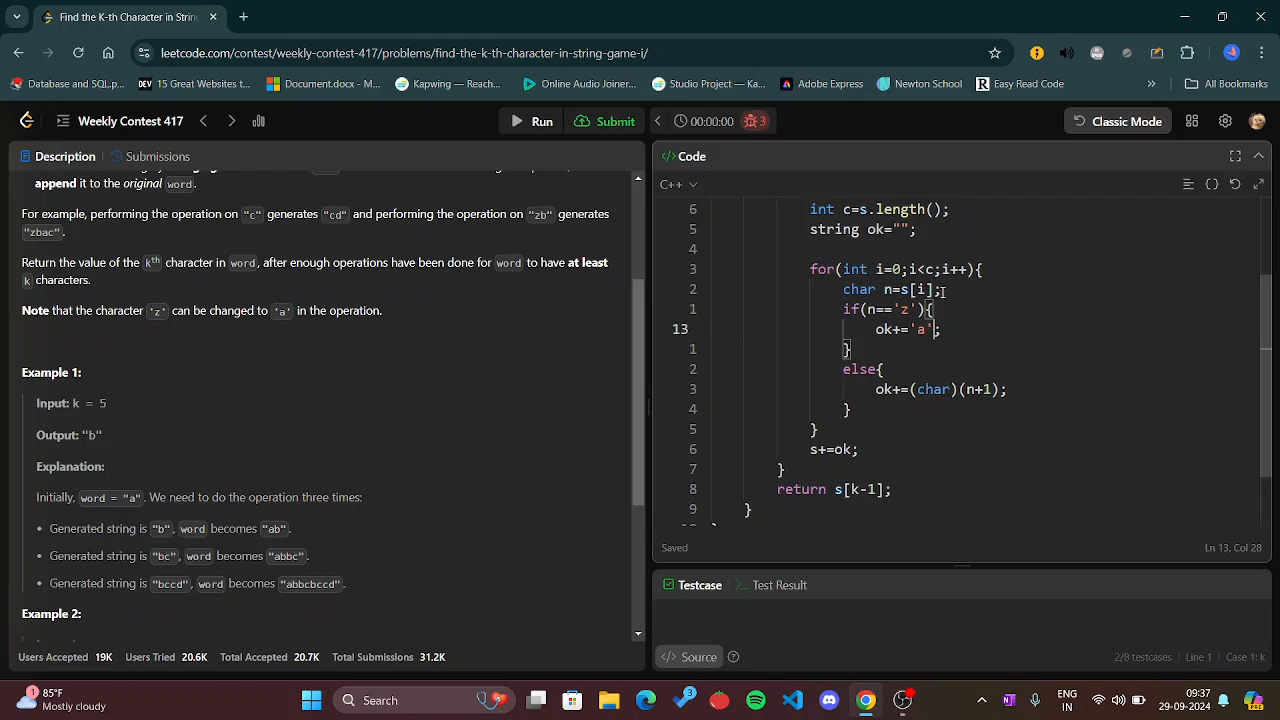 Find the K-th Character in Strin
leetcode.com/contest/weekly-contest-417/problems/find-the-k-th-character-in-string-game-i/
Database and SQL,p... DEV 15 Great Websites t... Document.docx - M... Kapwing — Reach... Online Audio Joiner... Studio Project — Ka... Adobe Express Newton School R Easy Read Code » All Bookmarks
Weekly Contest 417 Run Submit 00:00:00 3 Classic Mode
Description Submissions
append it to the original word.
For example, performing the operation on "c" generates "cd" and performing the operation on "zb" generates
"zbac".
Return the value of the kth character in word, after enough operations have been done for word to have at least
k characters.
Note that the character 'z' can be changed to 'a' in the operation.
Example 1:
Input: k = 5
Output: "b"
Explanation:
Initially, word = "a". We need to do the operation three times:
• Generated string is "b", word becomes "ab".
• Generated string is "bc", word becomes "abbc".
• Generated string is "bccd", word becomes "abbcbccd".
Example 2:
Users Accepted 19K Users Tried 20.6K Total Accepted 20.7K Total Submissions 31.2K
</> Code
C++
6 int c=s.length();
5 string ok="";
4
3 for(int i=0;i<c;i++){
2 char n=s[i];
1 if(n=='z'){
13 ok+='a';
1 }
2 else{
3 ok+=(char)(n+1);
4 }
5 }
6 s+=ok;
7 }
8 return s[k-1];
9 }
Saved Ln 13, Col 28
Testcase >_ Test Result
</> Source 2/8 testcases Line 1 Case 1: k
1 85°F
Mostly cloudy
Search
3
ENG
IN
09:37
29-09-2024
PRE